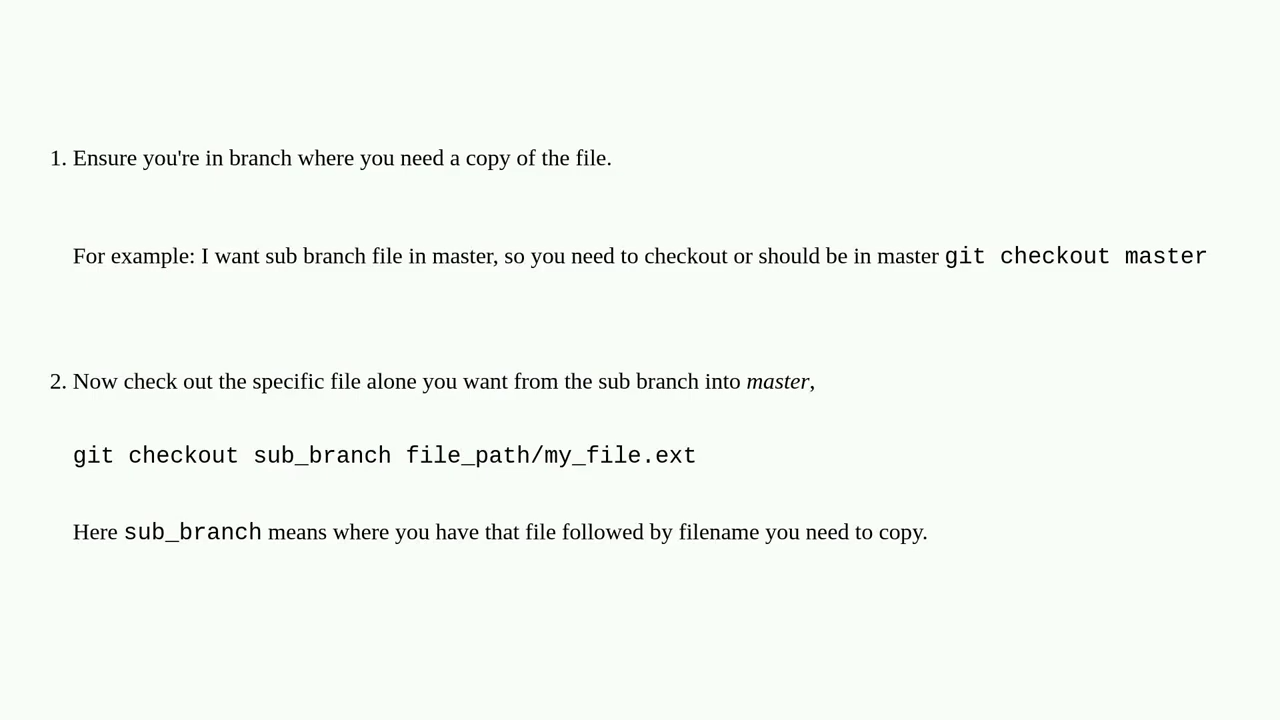 1. Ensure you're in branch where you need a copy of the file.
For example: I want sub branch file in master, so you need to checkout or should be in master git checkout master
2. Now check out the specific file alone you want from the sub branch into master,
git checkout sub_branch file_path/my_file.ext
Here sub_branch means where you have that file followed by filename you need to copy.